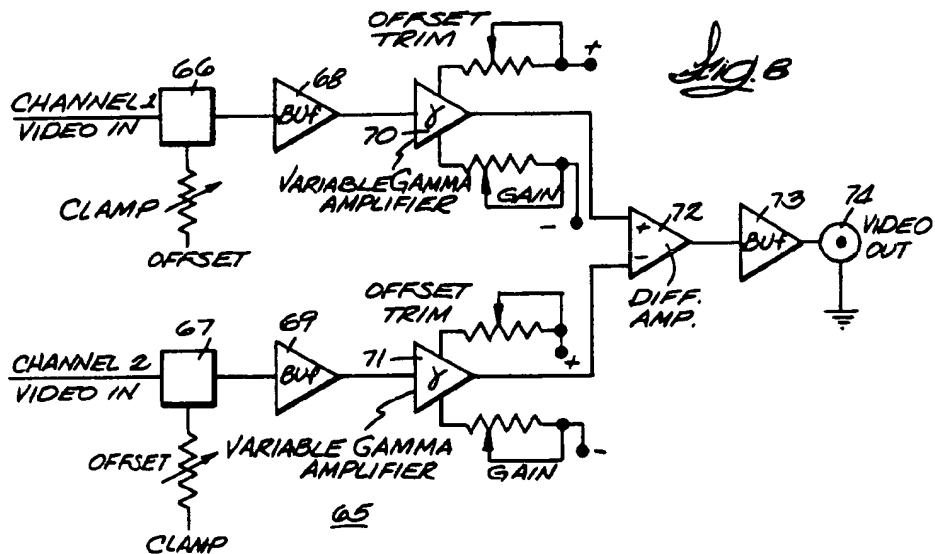 OFFSET
TRIM
+
Fig. 8
66
CHANNEL 1
VIDEO IN
68
BUF
γ
70
VARIABLE GAMMA
AMPLIFIER
GAIN
-
CLAMP
OFFSET
72
+
-
DIFF.
AMP.
73
BUF
74
VIDEO
OUT
OFFSET
TRIM
+
67
CHANNEL 2
VIDEO IN
69
BUF
71
γ
OFFSET
VARIABLE GAMMA
AMPLIFIER
GAIN
-
65
CLAMP